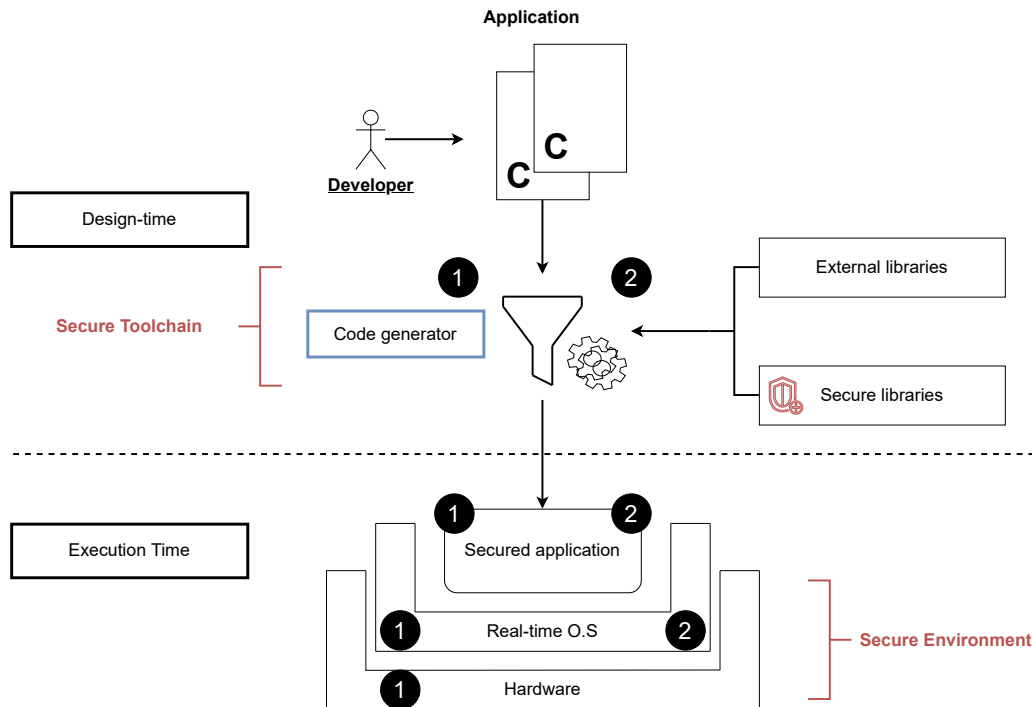 Application
C
C
Developer
Design-time
1
2
External libraries
Secure Toolchain
Code generator
Secure libraries
1
2
Execution Time
Secured application
1
Real-time O.S
2
Secure Environment
1
Hardware